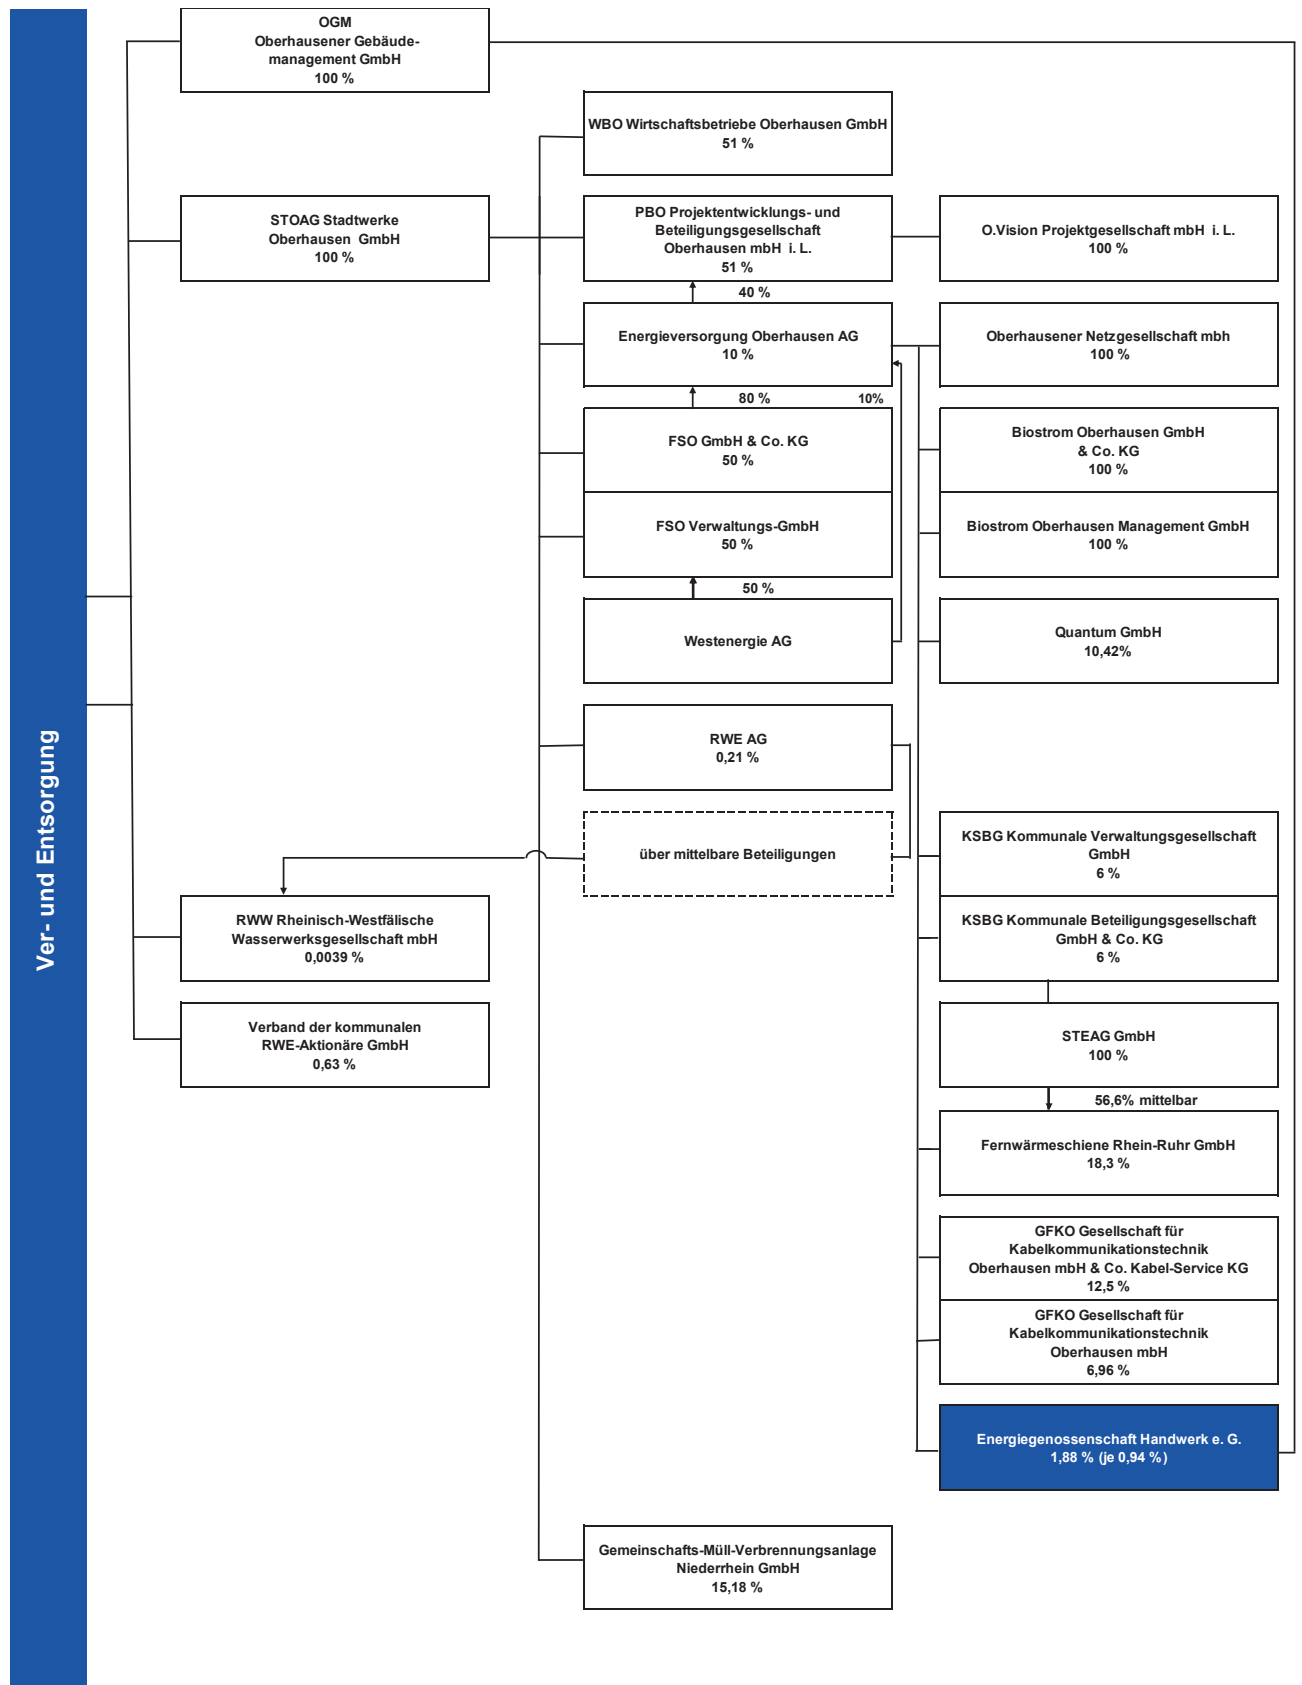 Ver- und Entsorgung
OGM
Oberhausener Gebäude-
management GmbH
100 %
STOAG Stadtwerke
Oberhausen GmbH
100 %
RWW Rheinisch-Westfälische
Wasserwerksgesellschaft mbH
0,0039 %
Verband der kommunalen
RWE-Aktionäre GmbH
0,63 %
WBO Wirtschaftsbetriebe Oberhausen GmbH
51 %
PBO Projektentwicklungs- und
Beteiligungsgesellschaft
Oberhausen mbH i. L.
51 %
40 %
Energieversorgung Oberhausen AG
10 %
80 %
10%
FSO GmbH & Co. KG
50 %
FSO Verwaltungs-GmbH
50 %
50 %
Westenergie AG
RWE AG
0,21 %
über mittelbare Beteiligungen
Gemeinschafts-Müll-Verbrennungsanlage
Niederrhein GmbH
15,18 %
O.Vision Projektgesellschaft mbH i. L.
100 %
Oberhausener Netzgesellschaft mbh
100 %
Biostrom Oberhausen GmbH
& Co. KG
100 %
Biostrom Oberhausen Management GmbH
100 %
Quantum GmbH
10,42%
KSBG Kommunale Verwaltungsgesellschaft
GmbH
6 %
KSBG Kommunale Beteiligungsgesellschaft
GmbH & Co. KG
6 %
STEAG GmbH
100 %
56,6% mittelbar
Fernwärmeschiene Rhein-Ruhr GmbH
18,3 %
GFKO Gesellschaft für
Kabelkommunikationstechnik
Oberhausen mbH & Co. Kabel-Service KG
12,5 %
GFKO Gesellschaft für
Kabelkommunikationstechnik
Oberhausen mbH
6,96 %
Energiegenossenschaft Handwerk e. G.
1,88 % (je 0,94 %)